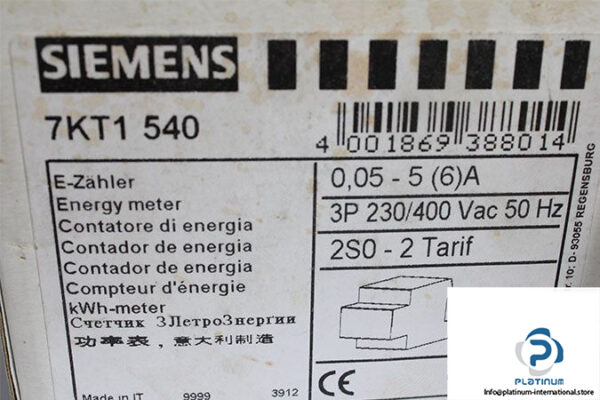 SIEMENS
7KT1 540
4 001869 388014
E-Zähler
Energy meter
Contatore di energia
Contador de energia
Contador de energia
Compteur d'énergie
kWh-meter
Счетчик ЗЛетроЗнергии
功率表，意大利制造
0,05 - 5 (6)A
3P 230/400 Vac 50 Hz
2S0 - 2 Tarif
Made in IT 9999 3912
CE
r. 10; D- 93055 REGENSBURG
PLATINUM
Info@platinum-international.store